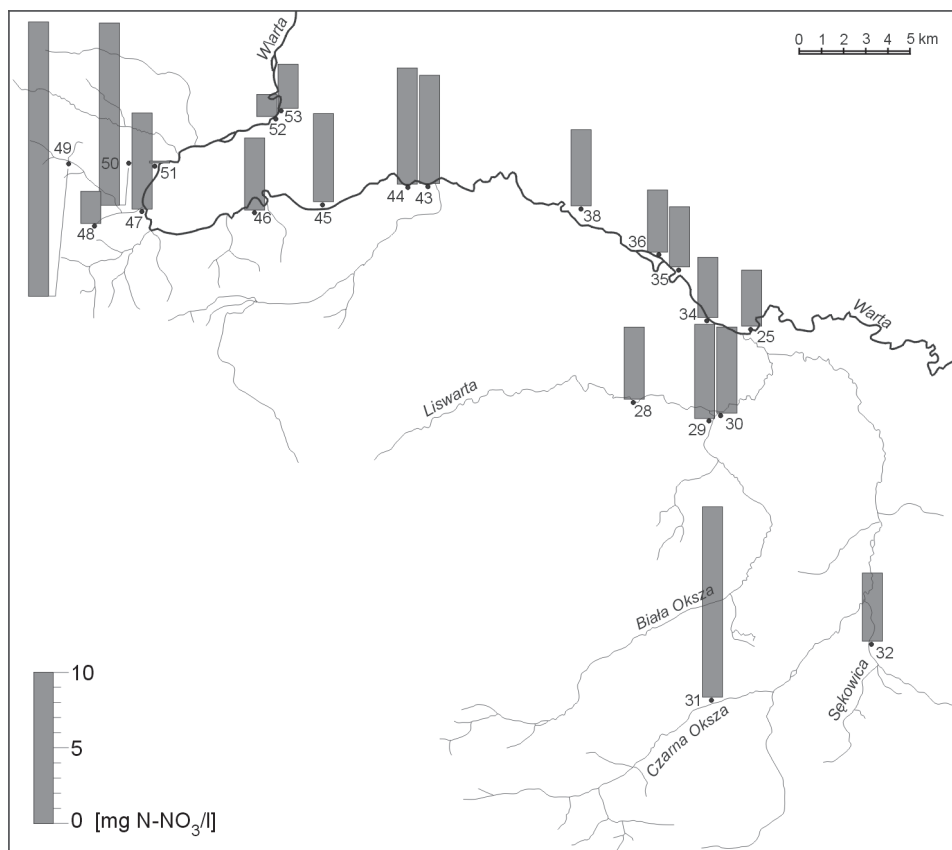 Warta
0 1 2 3 4 5 km
53
52
49
50
51
44 43
47
46
45
38
48
36
35
34
25
Warta
Liswarta
28
29
30
Biała Oksza
32
Sękowica
31
Czarna Oksza
10
5
0 [mg N-NO3/l]